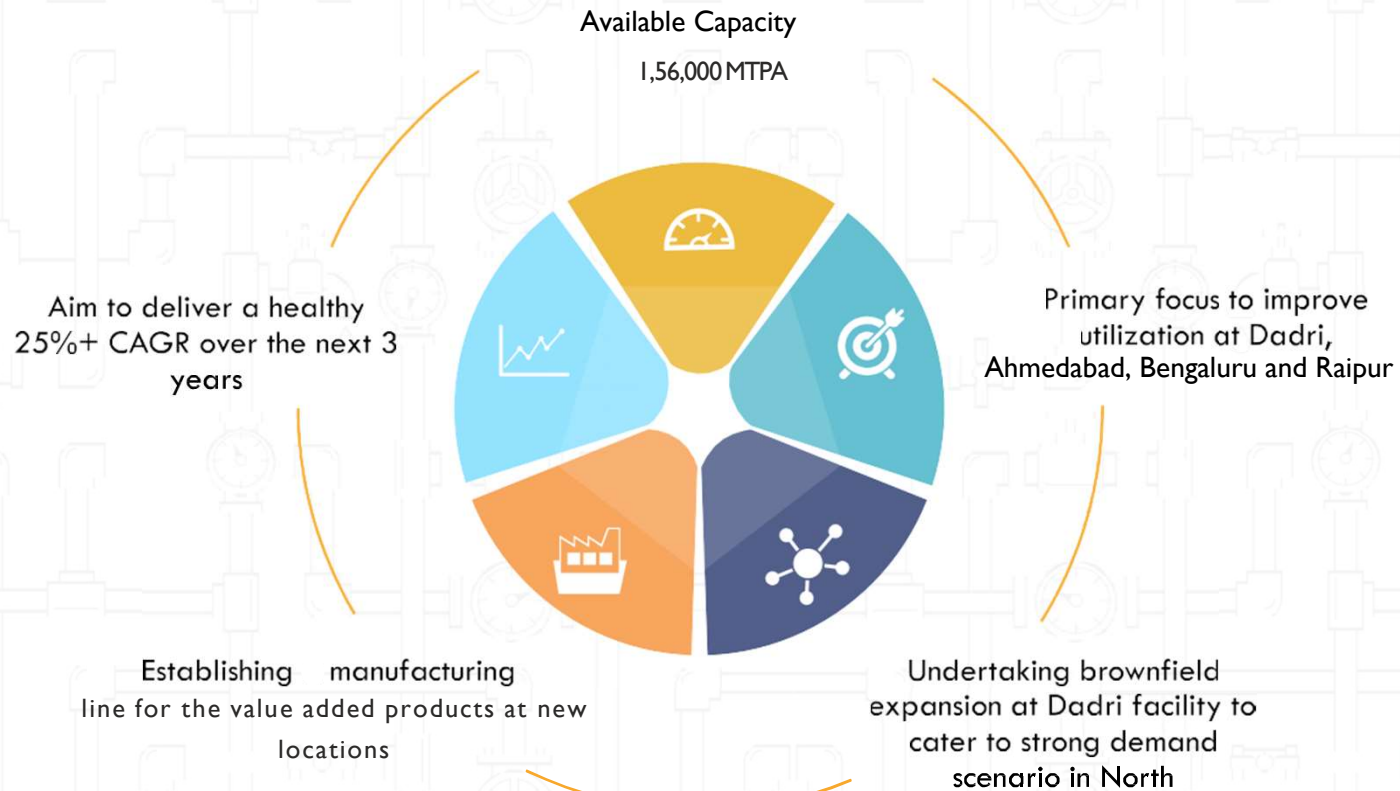 Available Capacity
1,56,000 MTPA
Aim to deliver a healthy
25%+ CAGR over the next 3
years
Primary focus to improve
utilization at Dadri,
Ahmedabad, Bengaluru and Raipur
Establishing manufacturing
line for the value added products at new
locations
Undertaking brownfield
expansion at Dadri facility to
cater to strong demand
scenario in North